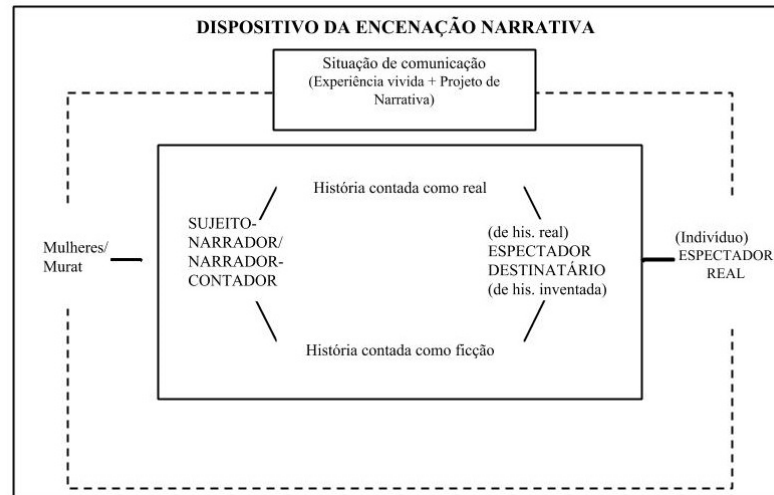 DISPOSITIVO DA ENCENAÇÃO NARRATIVA
Situação de comunicação
(Experiência vivida + Projeto de
Narrativa)
História contada como real
Mulheres/
Murat
SUJEITO-
NARRADOR/
NARRADOR-
CONTADOR
(de his. real)
ESPECTADOR
DESTINATÁRIO
(de his. inventada)
(Indivíduo)
ESPECTADOR
REAL
História contada como ficção